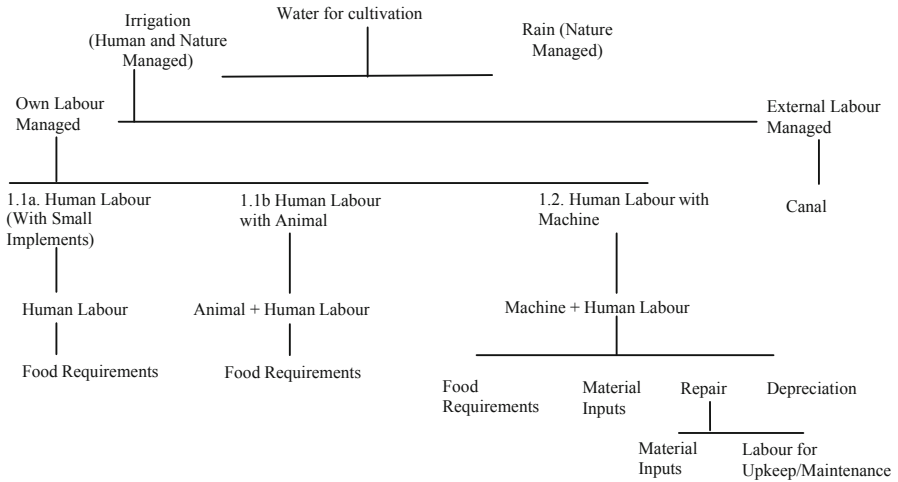 Water for cultivation
Irrigation
(Human and Nature
Managed)
Rain (Nature
Managed)
Own Labour
Managed
External Labour
Managed
1.1a. Human Labour
(With Small
Implements)
1.1b Human Labour
with Animal
1.2. Human Labour with
Machine
Canal
Human Labour
Animal + Human Labour
Machine + Human Labour
Food Requirements
Food Requirements
Food
Requirements
Material
Inputs
Repair
Depreciation
Material
Inputs
Labour for
Upkeep/Maintenance